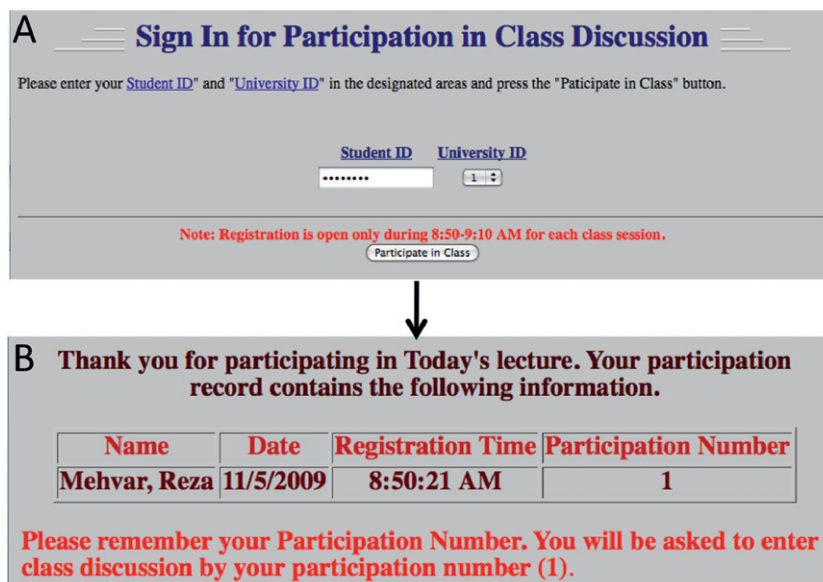 A
Sign In for Participation in Class Discussion
Please enter your Student ID" and "University ID" in the designated areas and press the "Paticipate in Class" button.
Student ID University ID
•••••••• 1
Note: Registration is open only during 8:50-9:10 AM for each class session.
Participate in Class
B
Thank you for participating in Today's lecture. Your participation
record contains the following information.
Name Date Registration Time Participation Number
Mehvar, Reza 11/5/2009 8:50:21 AM 1
Please remember your Participation Number. You will be asked to enter
class discussion by your participation number (1).